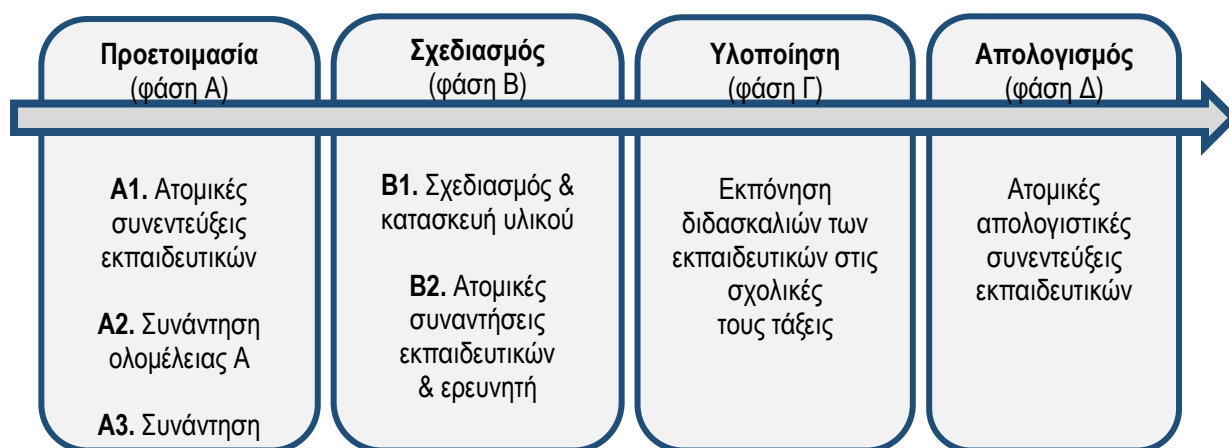 Προετοιμασία
(φάση Α)
Α1. Ατομικές
συνεντεύξεις
εκπαιδευτικών
Α2. Συνάντηση
ολομέλειας Α
Α3. Συνάντηση
Σχεδιασμός
(φάση Β)
Β1. Σχεδιασμός &
κατασκευή υλικού
Β2. Ατομικές
συναντήσεις
εκπαιδευτικών
& ερευνητή
Υλοποίηση
(φάση Γ)
Εκπόνηση
διδασκαλιών των
εκπαιδευτικών στις
σχολικές
τους τάξεις
Απολογισμός
(φάση Δ)
Ατομικές
απολογιστικές
συνεντεύξεις
εκπαιδευτικών